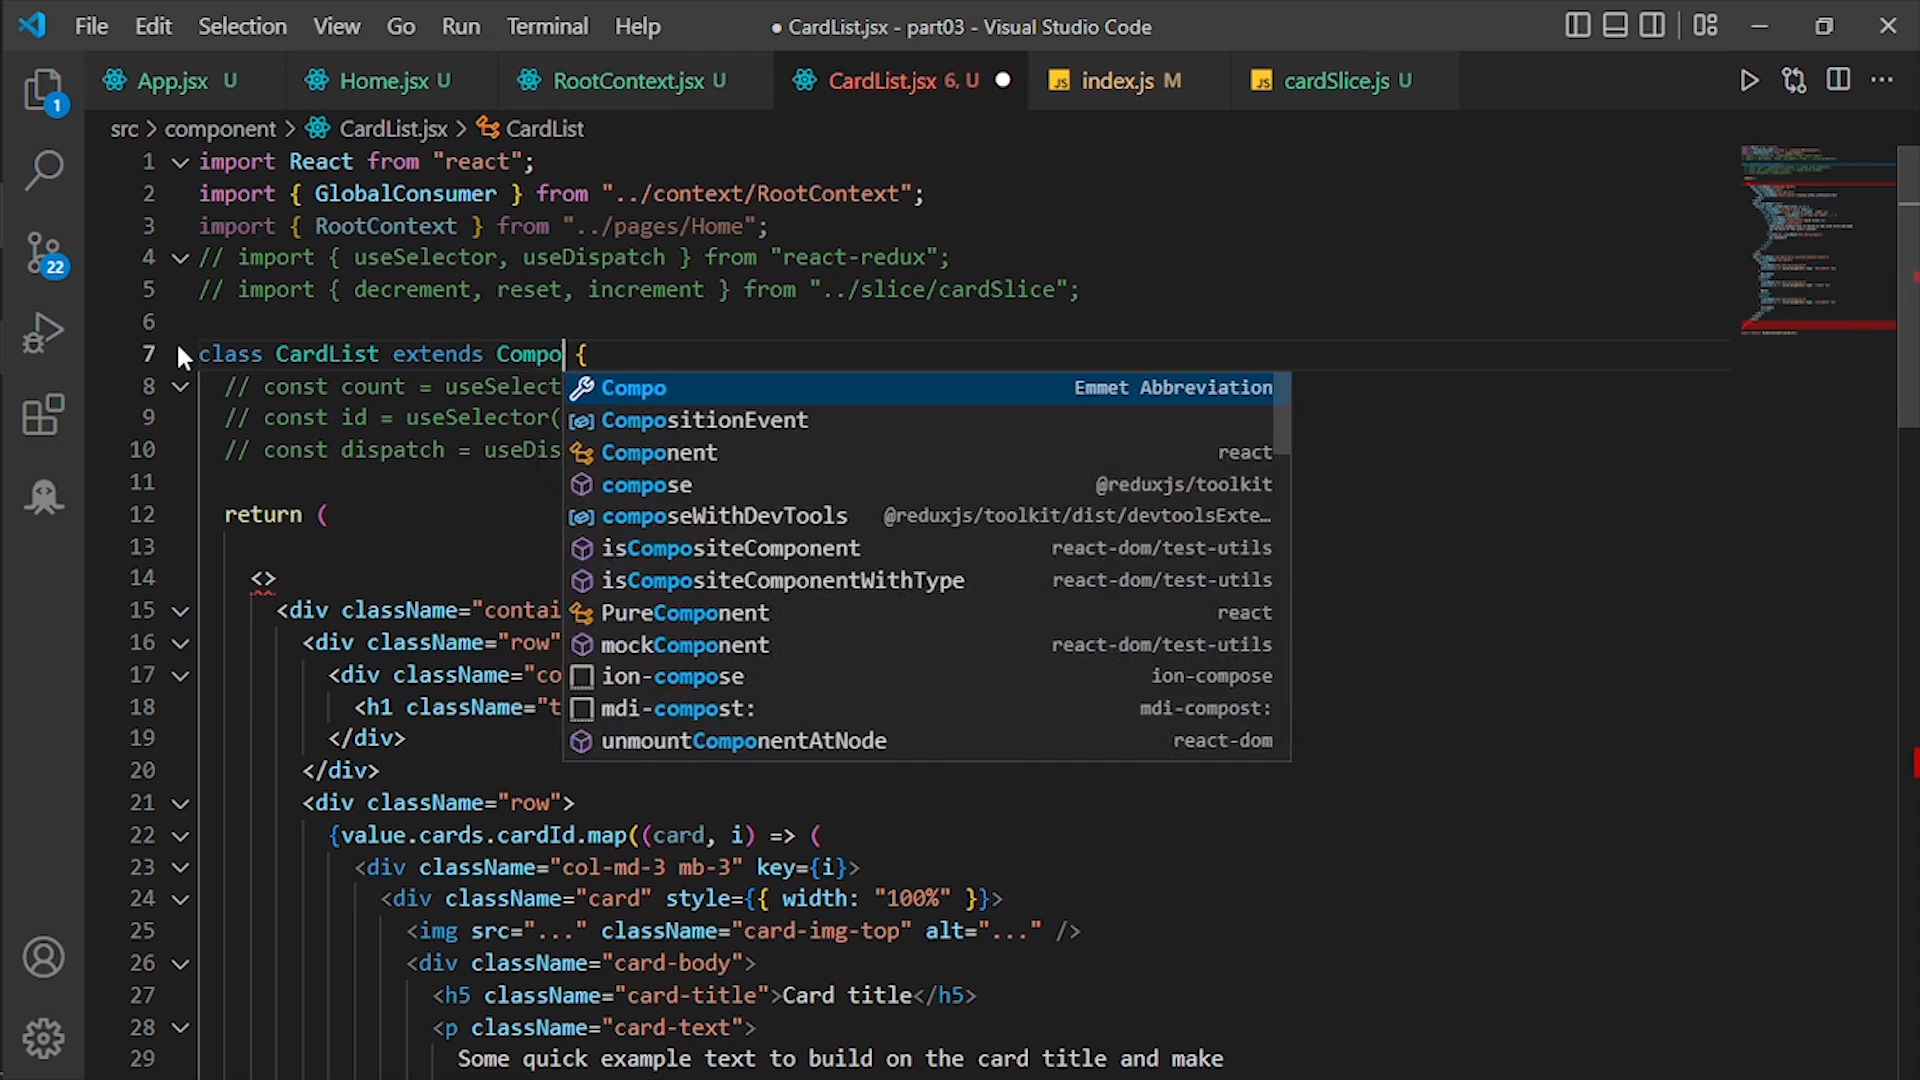 File Edit Selection View Go Run Terminal Help
● CardList.jsx - part03 - Visual Studio Code
App.jsx U
Home.jsx U
RootContext.jsx U
CardList.jsx 6, U
JS index.js M
JS cardSlice.js U
src > component > CardList.jsx > CardList
1
22
1 import React from "react";
2 import { GlobalConsumer } from "../context/RootContext";
3 import { RootContext } from "../pages/Home";
4 // import { useSelector, useDispatch } from "react-redux";
5 // import { decrement, reset, increment } from "../slice/cardSlice";
6
7 class CardList extends Compo {
8 // const count = useSelect
9 // const id = useSelector(
10 // const dispatch = useDis
11
12 return (
13
14 <>
15 <div className="contai
16 <div className="row"
17 <div className="co
18 <h1 className="t
19 </div>
20 </div>
21 <div className="row">
22 {value.cards.cardId.map((card, i) => (
23 <div className="col-md-3 mb-3" key={i}>
24 <div className="card" style={{ width: "100%" }}>
25 <img src="..." className="card-img-top" alt="..." />
26 <div className="card-body">
27 <h5 className="card-title">Card title</h5>
28 <p className="card-text">
29 Some quick example text to build on the card title and make
Compo Emmet Abbreviation
CompositionEvent
Component react
compose @reduxjs/toolkit
composeWithDevTools @reduxjs/toolkit/dist/devtoolsExte…
isCompositeComponent react-dom/test-utils
isCompositeComponentWithType react-dom/test-utils
PureComponent react
mockComponent react-dom/test-utils
ion-compose ion-compose
mdi-compost: mdi-compost:
unmountComponentAtNode react-dom